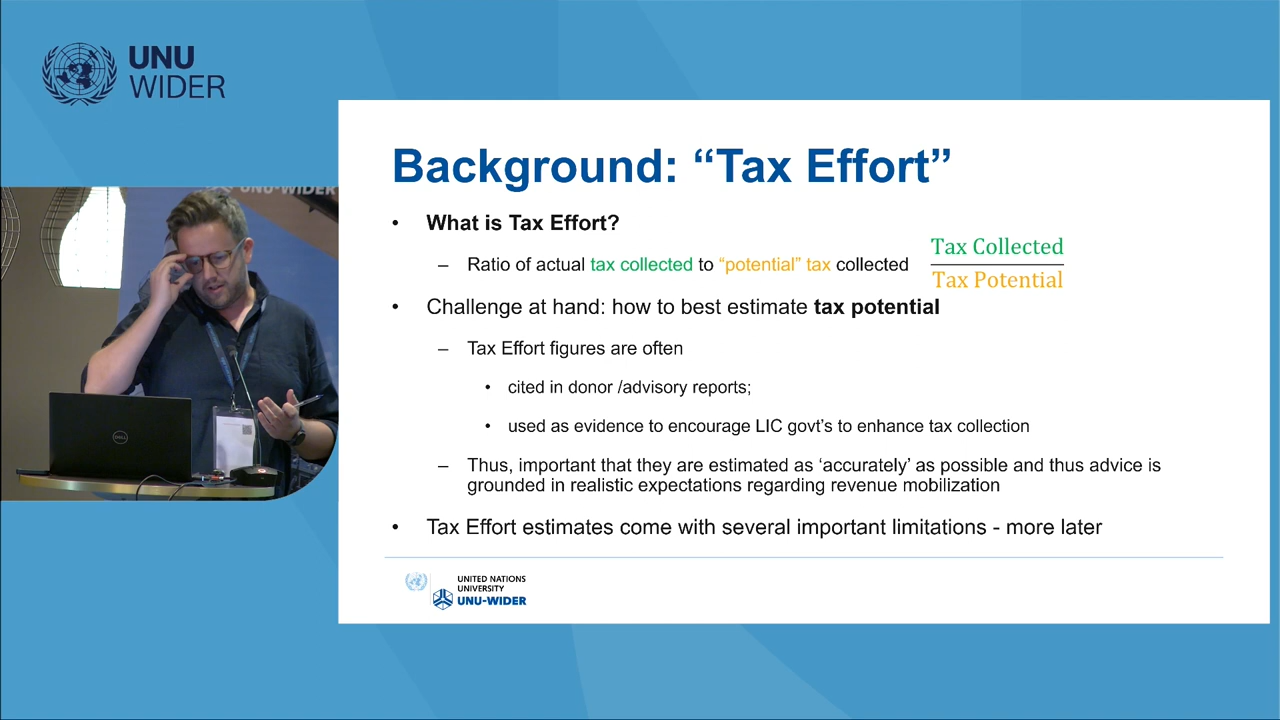 UNU
WIDER
UNU-WIDER
Background: “Tax Effort”
• What is Tax Effort?
– Ratio of actual tax collected to “potential” tax collected
Tax Collected
Tax Potential
• Challenge at hand: how to best estimate tax potential
– Tax Effort figures are often
• cited in donor /advisory reports;
• used as evidence to encourage LIC govt’s to enhance tax collection
– Thus, important that they are estimated as ‘accurately’ as possible and thus advice is
grounded in realistic expectations regarding revenue mobilization
• Tax Effort estimates come with several important limitations - more later
DELL
UNITED NATIONS
UNIVERSITY
UNU-WIDER